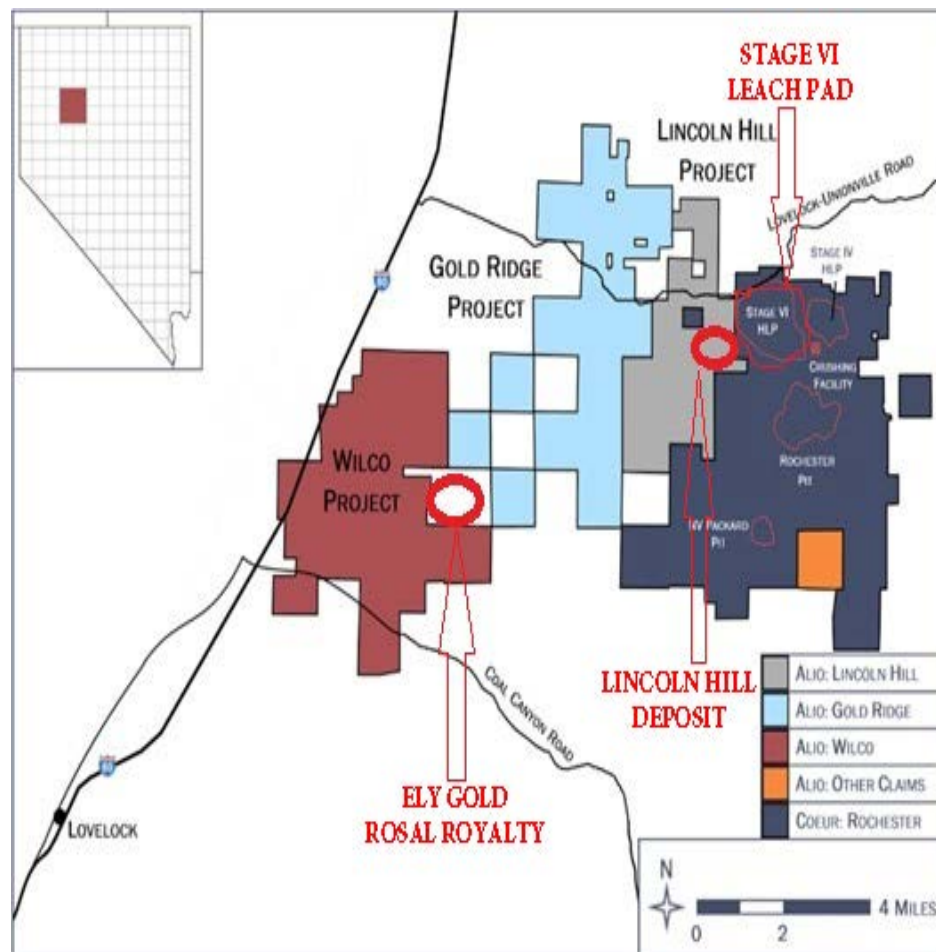 STAGE VI
LEACH PAD
LINCOLN HILL
PROJECT
LOVELOCK-UNIONVILLE ROAD
STAGE IV
HLP
GOLD RIDGE
PROJECT
STAGE VI
HLP
CRUSHING
FACILITY
ROCHESTER
PIT
WILCO
PROJECT
NV PACKARD
PIT
COAL CANYON ROAD
LINCOLN HILL
DEPOSIT
ELY GOLD
ROSAL ROYALTY
LOVELOCK
ALIO: LINCOLN HILL
ALIO: GOLD RIDGE
ALIO: WILCO
ALIO: OTHER CLAIMS
COEUR: ROCHESTER
N
4 MILES
0 2